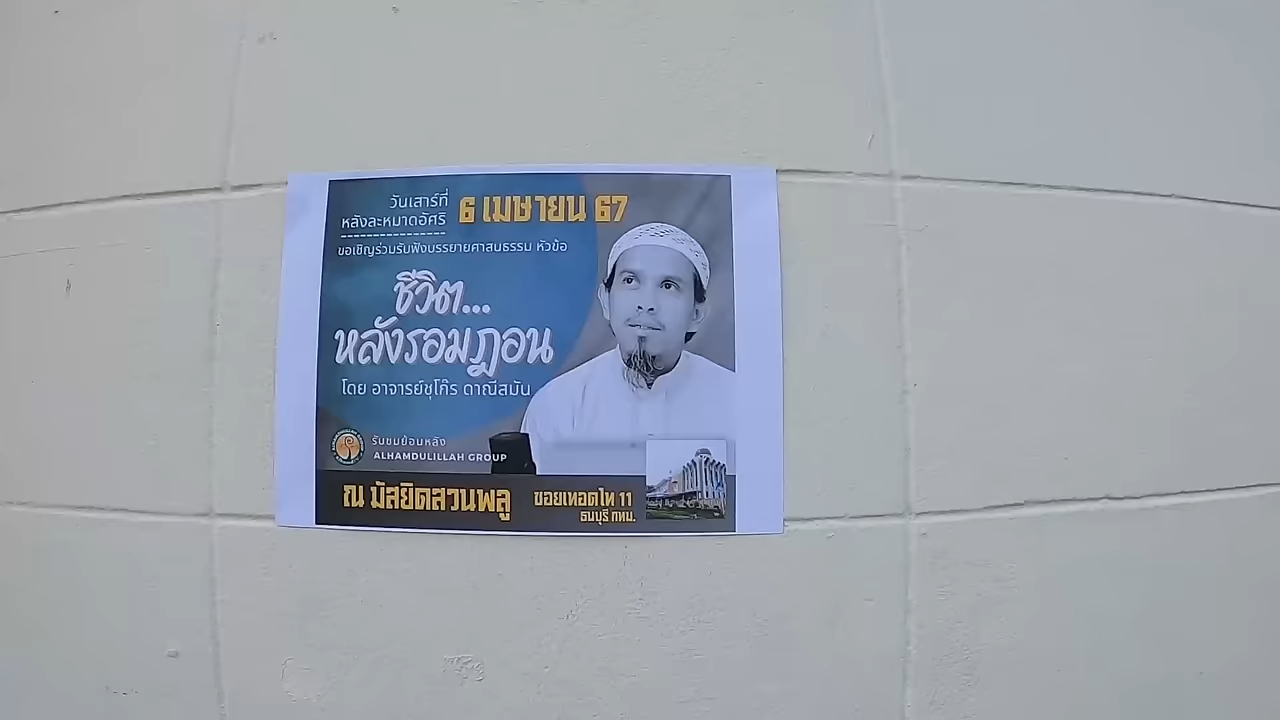 วันเสาร์ที่
หลังละหมาดอัศริ
6 เมษายน 67
ขอเชิญร่วมรับฟังบรรยายศาสนธรรม หัวข้อ
ชีวิต...
หลังรอมฎอน
โดย อาจารย์ชุโก๊ร ดาณีสมัน
รับชมย้อนหลัง
ALHAMDULILLAH GROUP
ณ มัสยิดสวนพลู
ซอยเทอดไท 11
ธนบุรี กทม.